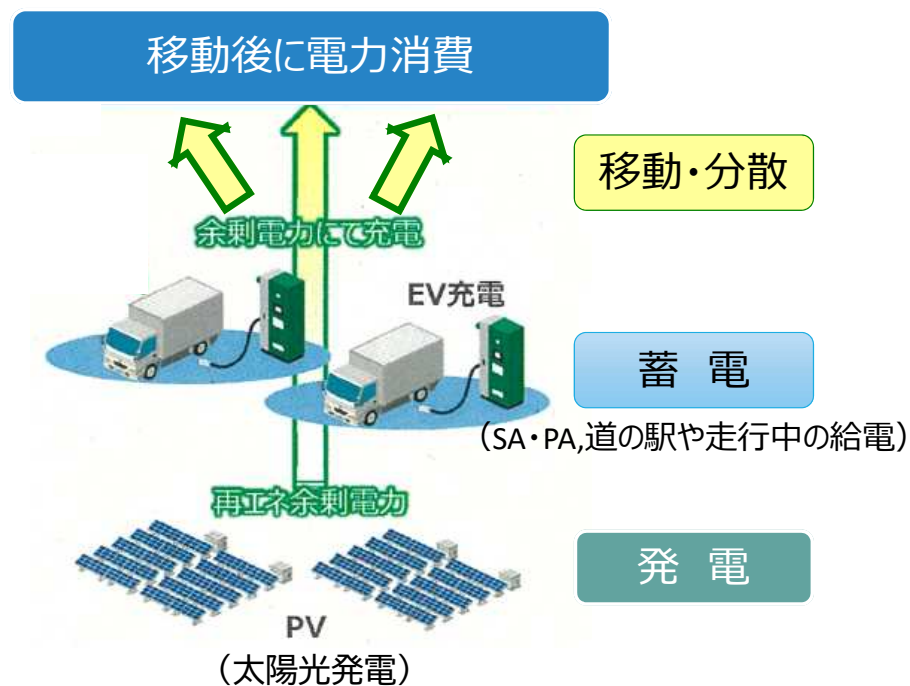 移動後に電力消費
移動・分散
余剰電力にて充電
EV充電
蓄 電
（SA・PA,道の駅や走行中の給電）
再エネ余剰電力
発 電
PV
（太陽光発電）